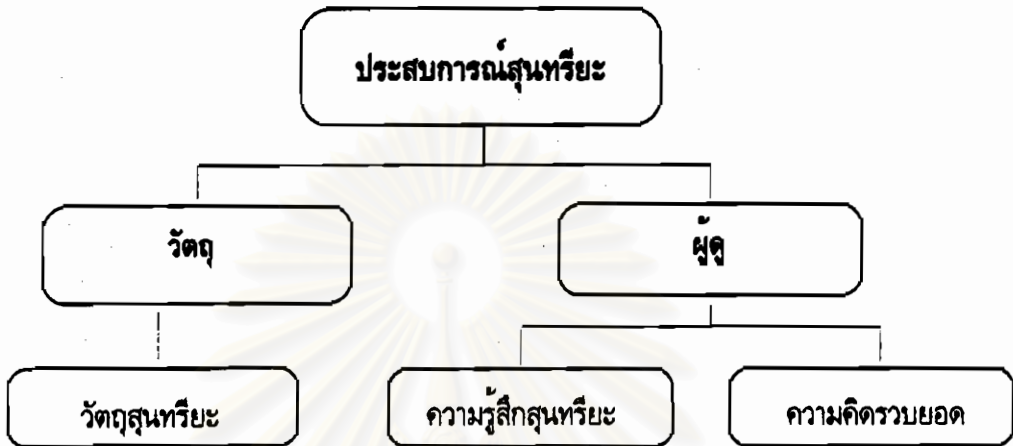 ประสบการณ์สุนทรียะ
วัตถุ
ผู้ดู
วัตถุสุนทรียะ
ความรู้สึกสุนทรียะ
ความคิดรวบยอด